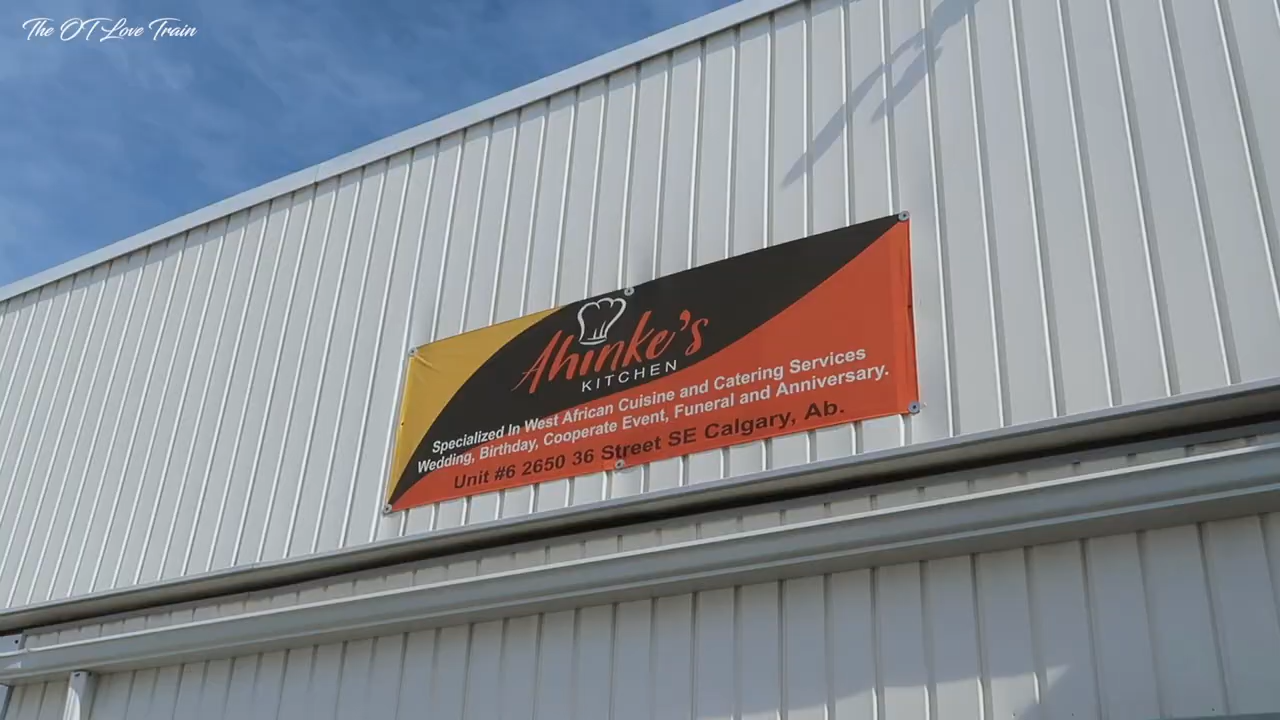 The OT Love Train
Ahinke's
KITCHEN
Specialized In West African Cuisine and Catering Services
Wedding, Birthday, Cooperate Event, Funeral and Anniversary.
Unit #6 2650 36 Street SE Calgary, Ab.